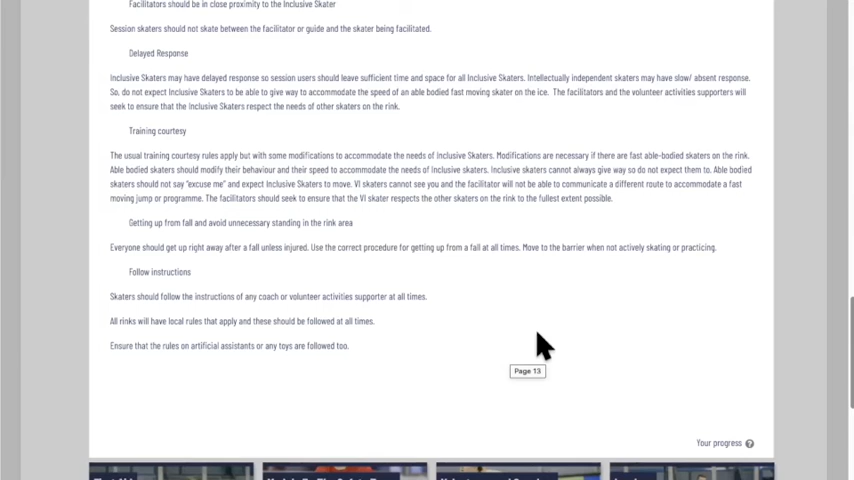 Facilitators should be in close proximity to the Inclusive Skater
Session skaters should not skate between the facilitator or guide and the skater being facilitated.
Delayed Response
Inclusive Skaters may have delayed response so session users should leave sufficient time and space for all Inclusive Skaters. Intellectually independent skaters may have slow/ absent response.
So, do not expect Inclusive Skaters to be able to give way to accommodate the speed of an able bodied fast moving skater on the ice. The facilitators and the volunteer activities supporters will
seek to ensure that the Inclusive Skaters respect the needs of other skaters on the rink.
Training courtesy
The usual training courtesy rules apply but with some modifications to accommodate the needs of Inclusive Skaters. Modifications are necessary if there are fast able-bodied skaters on the rink.
Able bodied skaters should modify their behaviour and their speed to accommodate the needs of inclusive skaters. Inclusive skaters cannot always give way so do not expect them to. Able bodied
skaters should not say "excuse me" and expect Inclusive Skaters to move. VI skaters cannot see you and the facilitator will not be able to communicate a different route to accommodate a fast
moving jump or programme. The facilitators should seek to ensure that the VI skater respects the other skaters on the rink to the fullest extent possible.
Getting up from fall and avoid unnecessary standing in the rink area
Everyone should get up right away after a fall unless injured. Use the correct procedure for getting up from a fall at all times. Move to the barrier when not actively skating or practicing.
Follow instructions
Skaters should follow the instructions of any coach or volunteer activities supporter at all times.
All rinks will have local rules that apply and these should be followed at all times.
Ensure that the rules on artificial assistants or any toys are followed too.
Page 13
Your progress